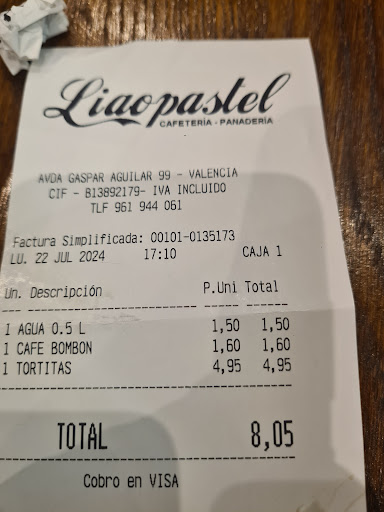 Liaopastel
CAFETERÍA - PANADERÍA
AVDA GASPAR AGUILAR 99 - VALENCIA
CIF - B13892179- IVA INCLUIDO
TLF 961 944 061
Factura Simplificada: 00101-0135173
LU. 22 JUL 2024 17:10 CAJA 1
Un. Descripción P.Uni Total
1 AGUA 0.5 L 1,50 1,50
1 CAFE BOMBON 1,60 1,60
1 TORTITAS 4,95 4,95
TOTAL 8,05
Cobro en VISA